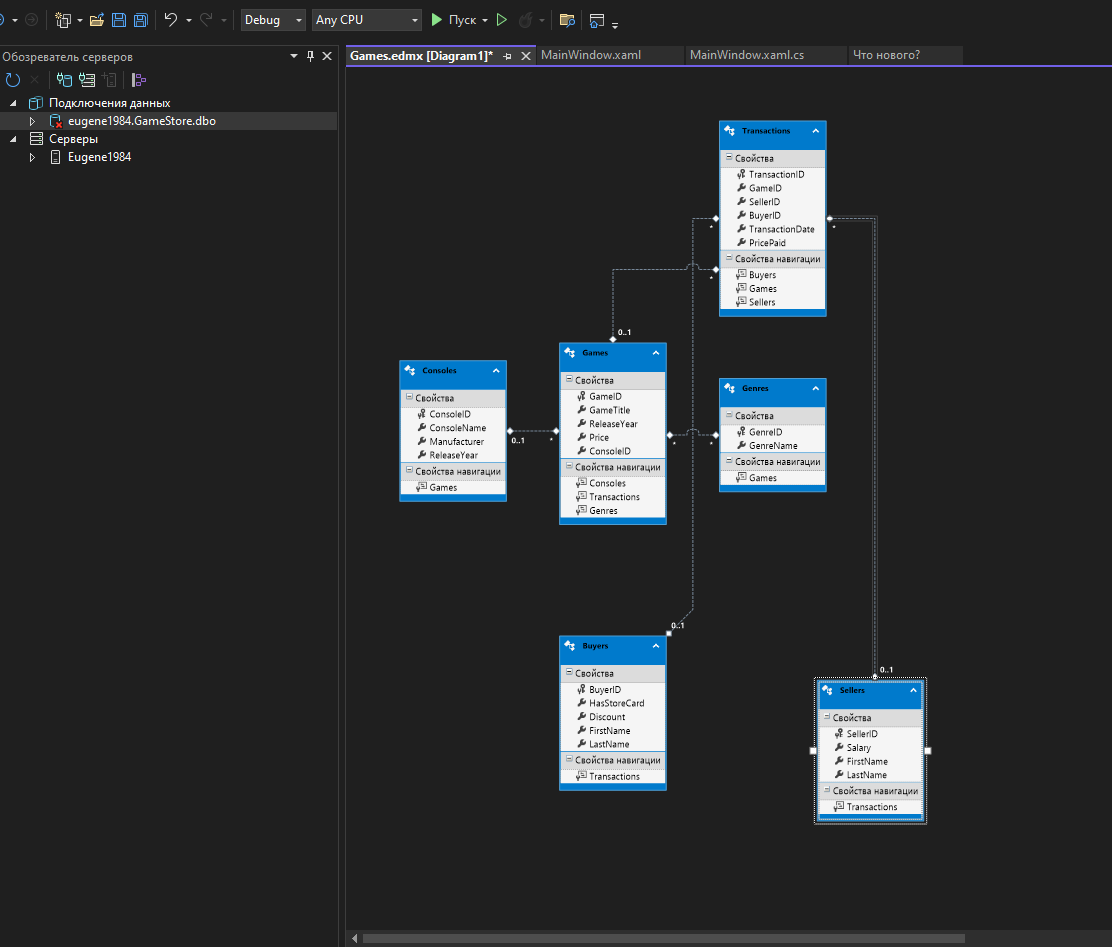 Debug
Any CPU
Пуск
Обозреватель серверов
Подключения данных
eugene1984.GameStore.dbo
Серверы
Eugene1984
Games.edmx [Diagram1]*
MainWindow.xaml
MainWindow.xaml.cs
Что нового?
Transactions
Свойства
TransactionID
GameID
SellerID
BuyerID
TransactionDate
PricePaid
Свойства навигации
Buyers
Games
Sellers
*
*
*
0..1
Consoles
Свойства
ConsoleID
ConsoleName
Manufacturer
ReleaseYear
Свойства навигации
Games
0..1
*
Games
Свойства
GameID
GameTitle
ReleaseYear
Price
ConsoleID
Свойства навигации
Consoles
Transactions
Genres
*
*
Genres
Свойства
GenreID
GenreName
Свойства навигации
Games
0..1
Buyers
Свойства
BuyerID
HasStoreCard
Discount
FirstName
LastName
Свойства навигации
Transactions
0..1
Sellers
Свойства
SellerID
Salary
FirstName
LastName
Свойства навигации
Transactions